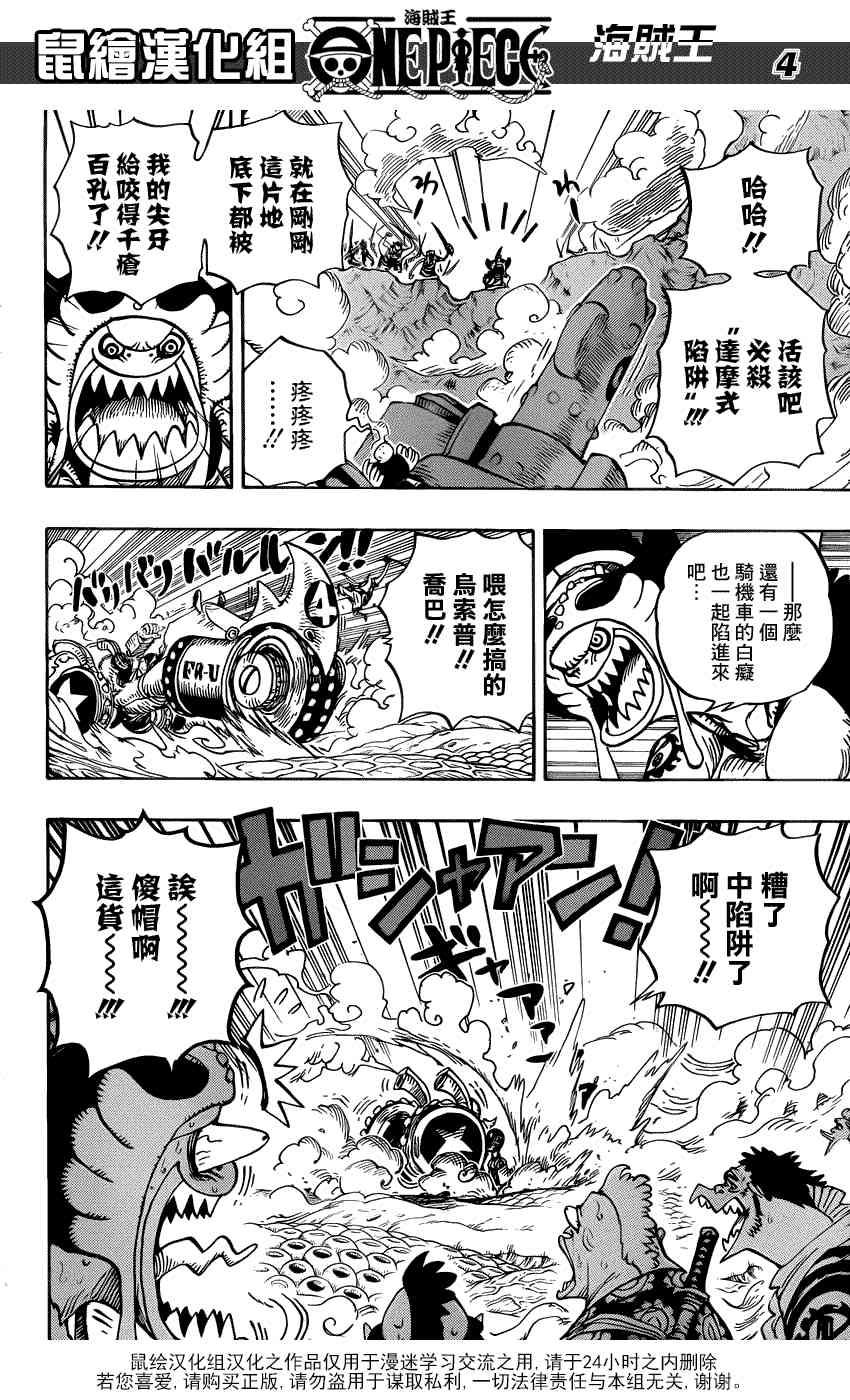 鼠繪漢化組
海賊王
ONE PIECE
海賊王
4
哈哈!!
活該吧
必殺
"達摩式
陷阱"!!!
わっ
わっ
就在剛剛
這片地
底下都被
我的尖牙
給咬得千瘡
百孔了!!
疼疼疼
……!!
——那麼
還有一個
騎機車的白癡
也一起陷進來
吧…
喂怎麼搞的
烏索普!!
喬巴!!
バリバリバルルン!!
4
FR-U
糟了
中陷阱了
啊~~~!!
ガシャアン!
ギャアアッ
誒~~~!!!
傻帽啊
這貨~~!!!
鼠绘汉化组汉化之作品仅用于漫迷学习交流之用, 请于24小时之内删除
若您喜爱, 请购买正版, 请勿盗用于谋取私利, 一切法律责任与本组无关, 谢谢。